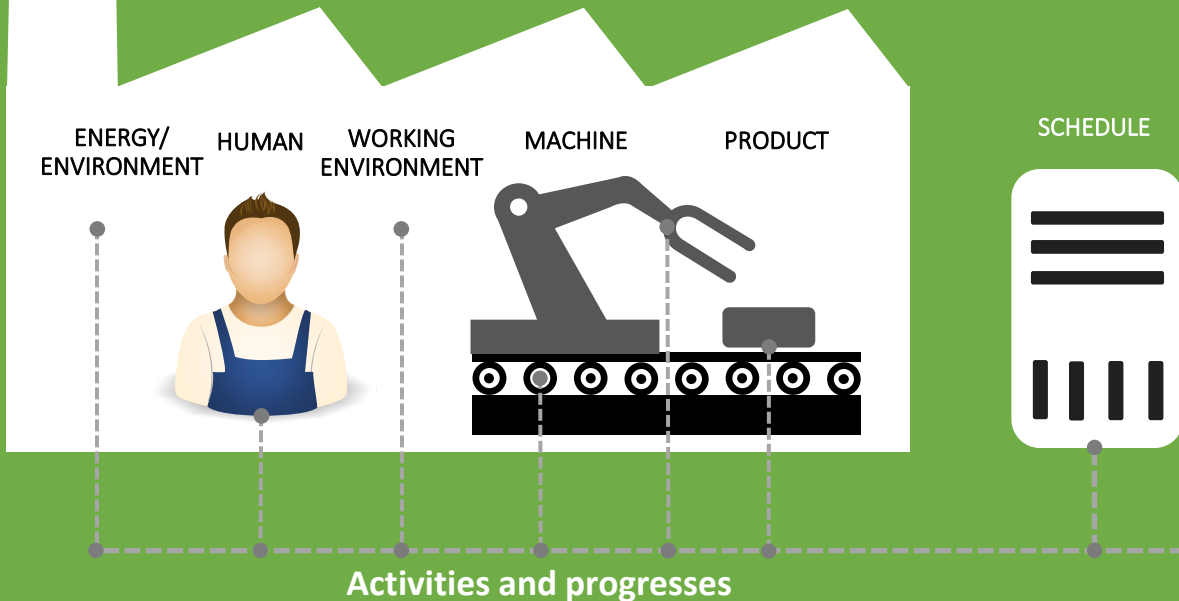 ENERGY/
ENVIRONMENT
HUMAN
WORKING
ENVIRONMENT
MACHINE
PRODUCT
SCHEDULE
Activities and progresses